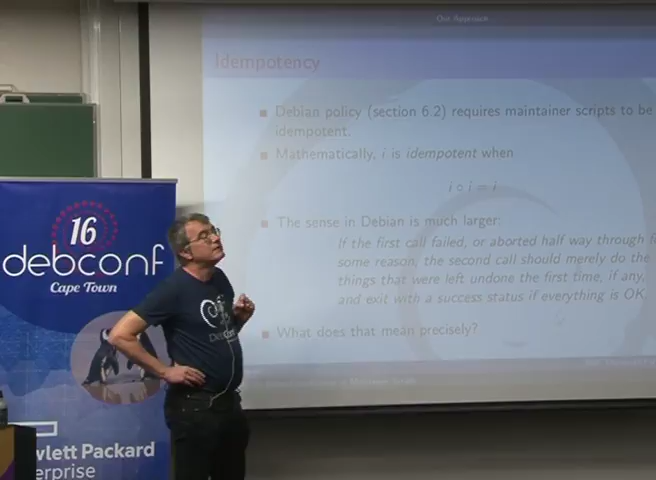 Our Approach
Idempotency
Debian policy (section 6.2) requires maintainer scripts to be
idempotent.
Mathematically, i is idempotent when
i ∘ i = i
The sense in Debian is much larger:
If the first call failed, or aborted half way through for
some reason, the second call should merely do the
things that were left undone the first time, if any,
and exit with a success status if everything is OK.
What does that mean precisely?
16
debconf
Cape Town
Hewlett Packard
Enterprise